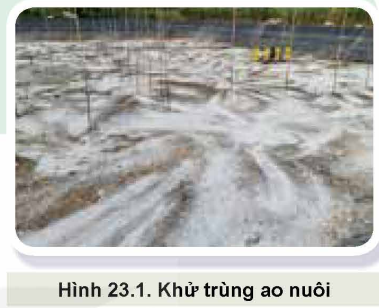 Hình 23.1. Khử trùng ao nuôi